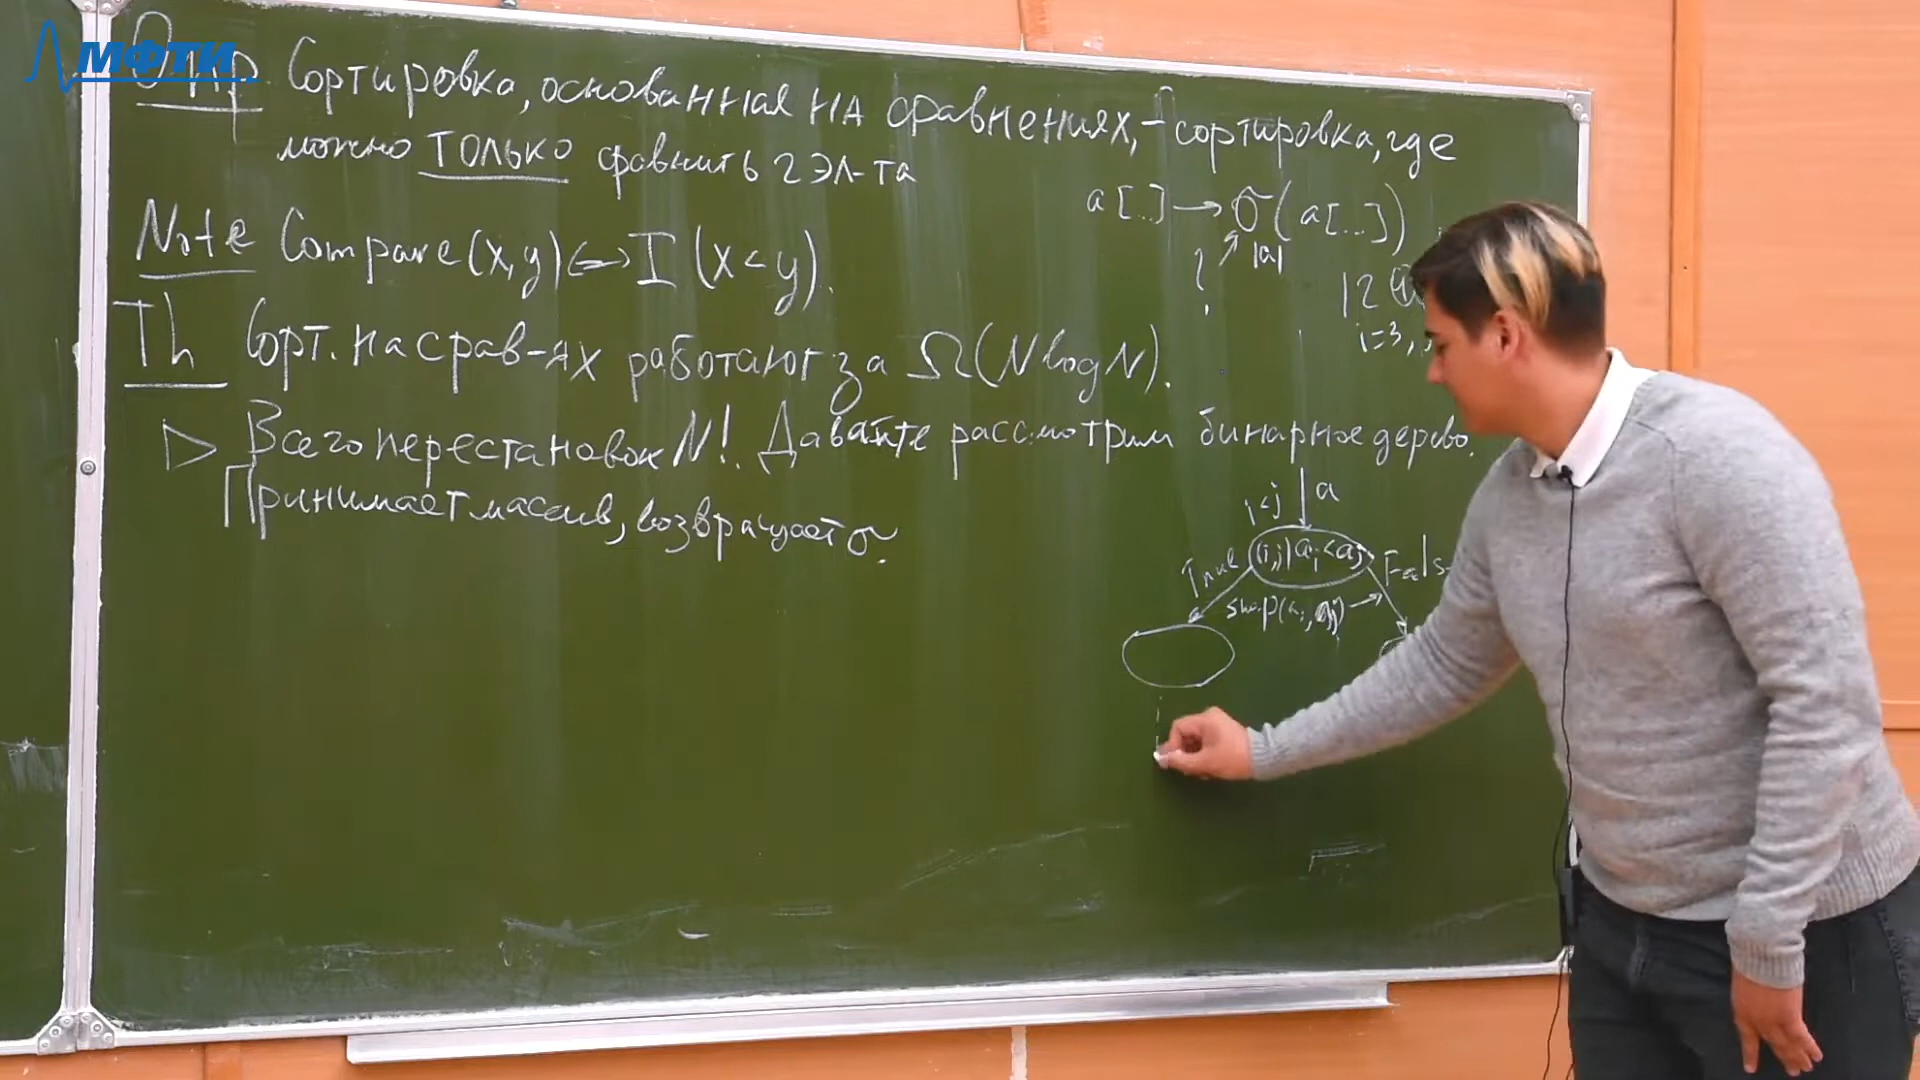 МФТИ
Опр Сортировка, основанная на сравнениях, - сортировка, где
можно ТОЛЬКО сравнить 2 эл-та
a[..] → σ(a[...])
|a|
?
Note Compare(x,y) <=> I(x<y).
12
i=3,
Th Сорт. на срав-ях работают за Ω(N log N).
▷ Всего перестановок N!. Давайте рассмотрим бинарное дерево.
Принимает массив, возвращает σ.
i<j a
True (i,j) ai<aj Fals
swap(ai, aj)